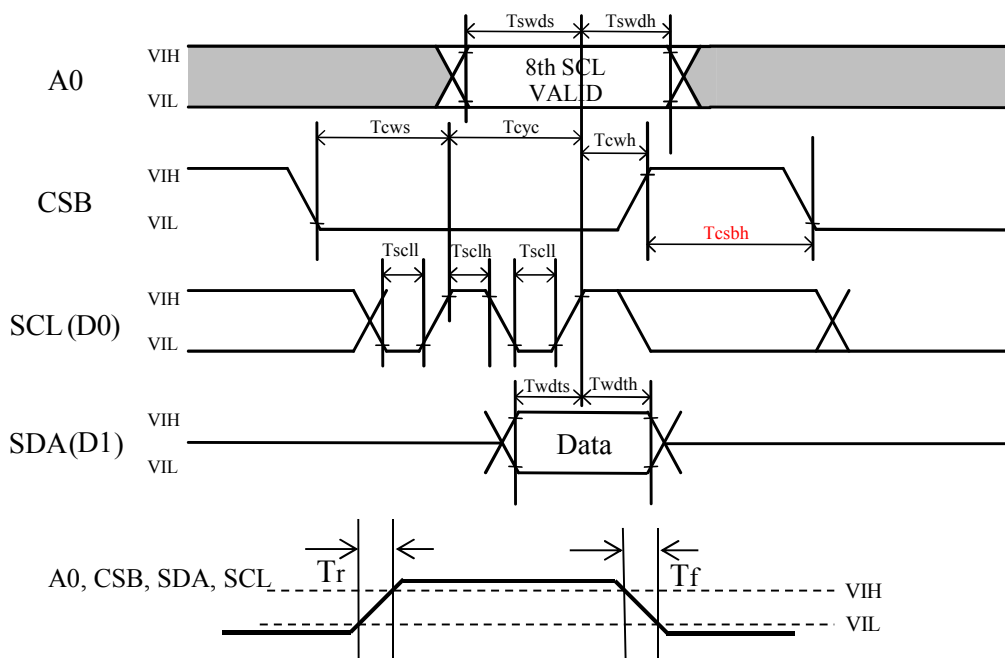 Tswds Tswdh
VIH
A0
8th SCL
VALID
VIL
Tcws Tcyc Tcwh
VIH
CSB
VIL
Tcsbh
Tscll Tsclh Tscll
VIH
SCL (D0)
VIL
Twdts Twdth
VIH
SDA (D1)
Data
VIL
Tr Tf
A0, CSB, SDA, SCL
VIH
VIL